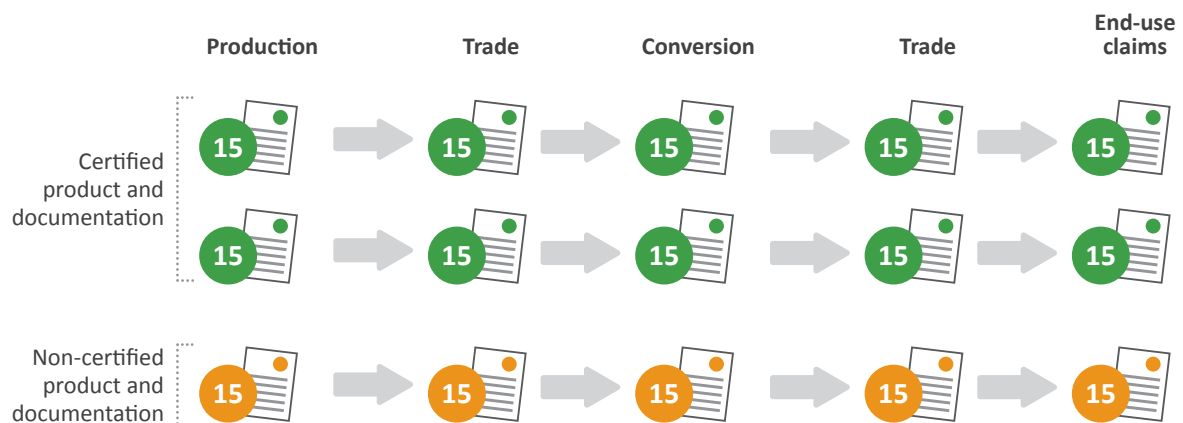 Production Trade Conversion Trade End-use
claims
15 15 15 15 15
Certified
product and
documentation
15 15 15 15 15
Non-certified
product and
documentation
15 15 15 15 15